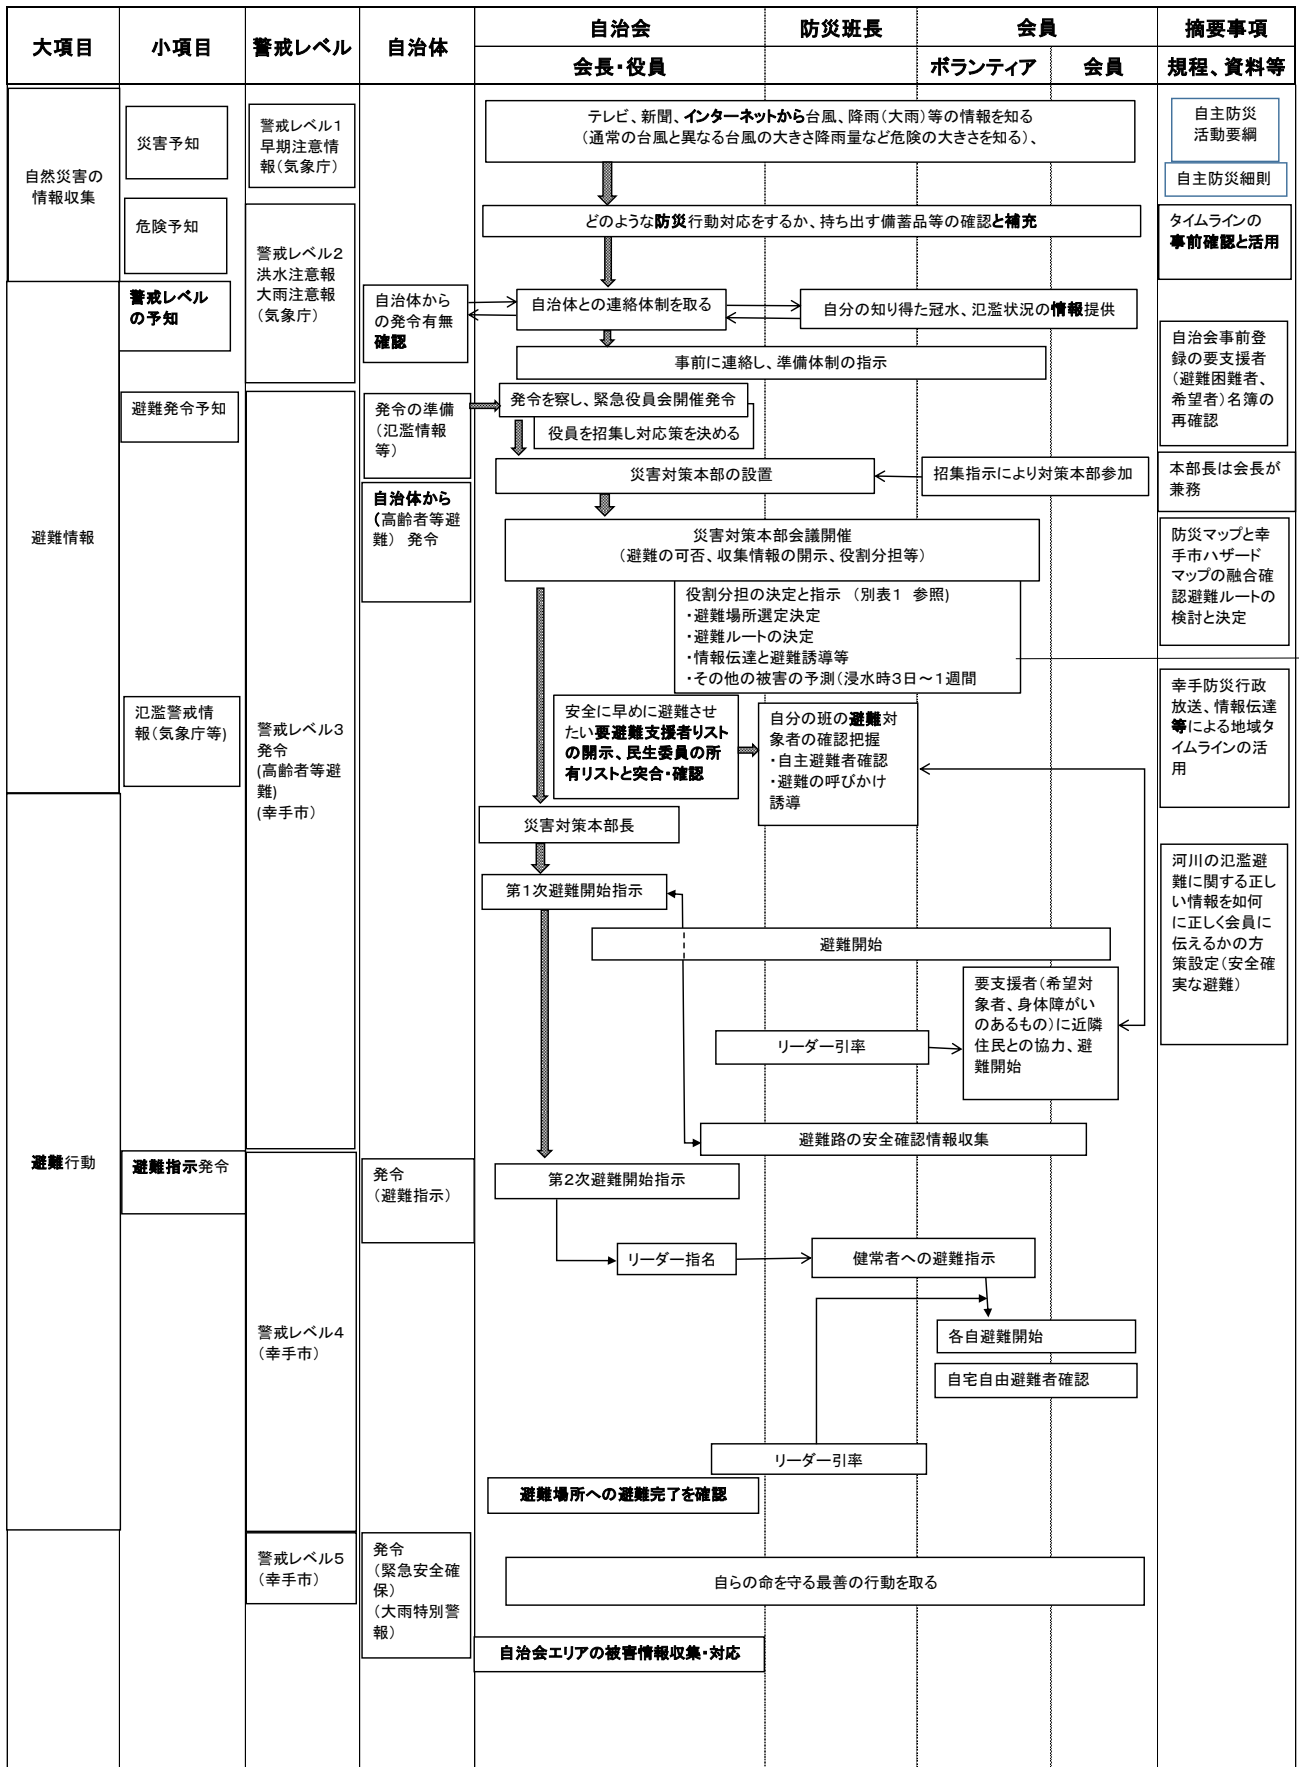 大項目
小項目
警戒レベル
自治体
自治会
防災班長
会員
摘要事項
会長・役員
ボランティア
会員
規程、資料等
自然災害の
情報収集
災害予知
警戒レベル1
早期注意情
報(気象庁)
テレビ、新聞、インターネットから台風、降雨(大雨)等の情報を知る
(通常の台風と異なる台風の大きさ降雨量など危険の大きさを知る)、
自主防災
活動要綱
自主防災細則
危険予知
警戒レベル2
洪水注意報
大雨注意報
(気象庁)
どのような防災行動対応をするか、持ち出す備蓄品等の確認と補充
タイムラインの
事前確認と活用
警戒レベル
の予知
自治体から
の発令有無
確認
自治体との連絡体制を取る
自分の知り得た冠水、氾濫状況の情報提供
事前に連絡し、準備体制の指示
自治会事前登
録の要支援者
(避難困難者、
希望者)名簿の
再確認
避難情報
避難発令予知
警戒レベル3
発令
(高齢者等避
難)
(幸手市)
発令の準備
(氾濫情報
等)
発令を察し、緊急役員会開催発令
役員を招集し対応策を決める
災害対策本部の設置
招集指示により対策本部参加
本部長は会長が
兼務
自治体から
(高齢者等避
難) 発令
災害対策本部会議開催
(避難の可否、収集情報の開示、役割分担等)
防災マップと幸
手市ハザード
マップの融合確
認避難ルートの
検討と決定
役割分担の決定と指示 (別表1 参照)
・避難場所選定決定
・避難ルートの決定
・情報伝達と避難誘導等
・その他の被害の予測(浸水時3日～1週間
氾濫警戒情
報(気象庁等)
安全に早めに避難させ
たい要避難支援者リスト
の開示、民生委員の所
有リストと突合・確認
自分の班の避難対
象者の確認把握
・自主避難者確認
・避難の呼びかけ
誘導
幸手防災行政
放送、情報伝達
等による地域タ
イムラインの活
用
災害対策本部長
第1次避難開始指示
避難開始
河川の氾濫避
難に関する正し
い情報を如何
に正しく会員に
伝えるかの方
策設定(安全確
実な避難)
要支援者(希望対
象者、身体障がい
のあるもの)に近隣
住民との協力、避
難開始
リーダー引率
避難路の安全確認情報収集
避難行動
避難指示発令
発令
(避難指示)
第2次避難開始指示
リーダー指名
健常者への避難指示
警戒レベル4
(幸手市)
各自避難開始
自宅自由避難者確認
リーダー引率
避難場所への避難完了を確認
警戒レベル5
(幸手市)
発令
(緊急安全確
保)
(大雨特別警
報)
自らの命を守る最善の行動を取る
自治会エリアの被害情報収集・対応